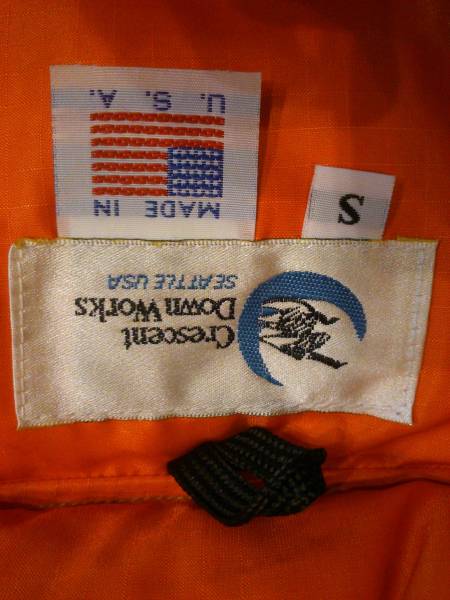 Crescent
Down Works
SEATTLE USA
S
MADE IN
U. S. A.